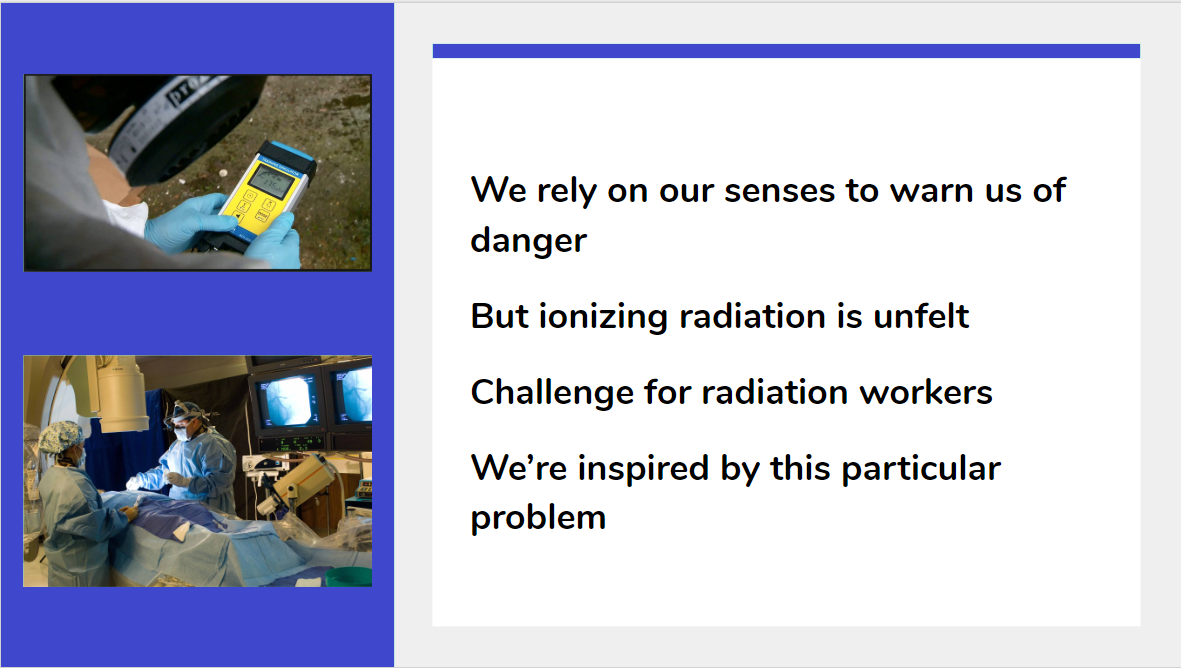 We rely on our senses to warn us of
danger
But ionizing radiation is unfelt
Challenge for radiation workers
We’re inspired by this particular
problem